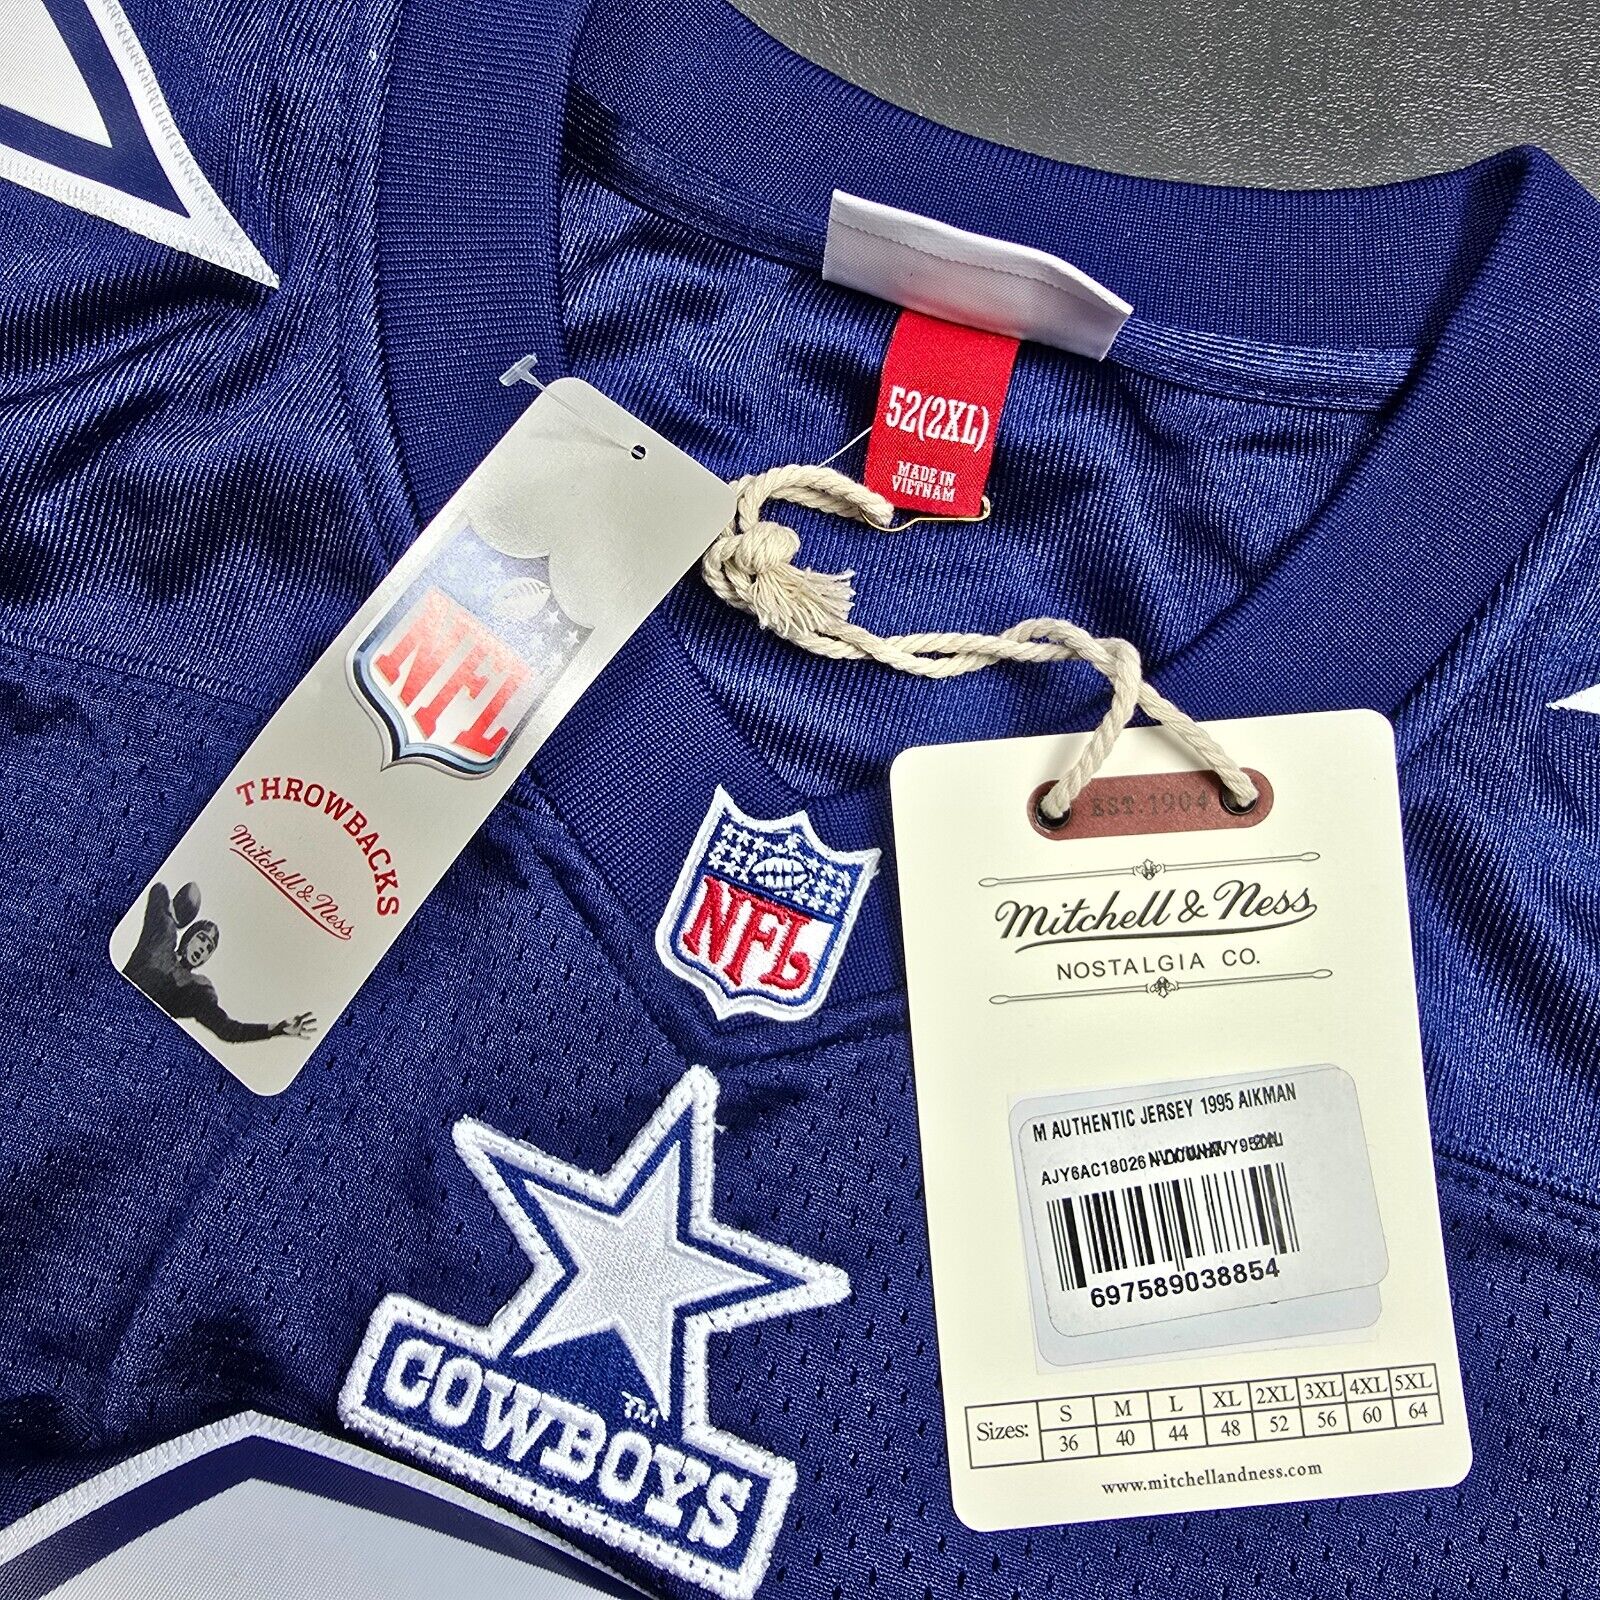 52(2XL)
MADE IN
VIETNAM
NFL
THROWBACKS
Mitchell & Ness
NFL
EST. 1904
Mitchell & Ness
NOSTALGIA CO.
M AUTHENTIC JERSEY 1995 AIKMAN
AJY6AC18026
697589038854
Sizes: S M L XL 2XL 3XL 4XL 5XL
36 40 44 48 52 56 60 64
www.mitchellandness.com
COWBOYS
TM